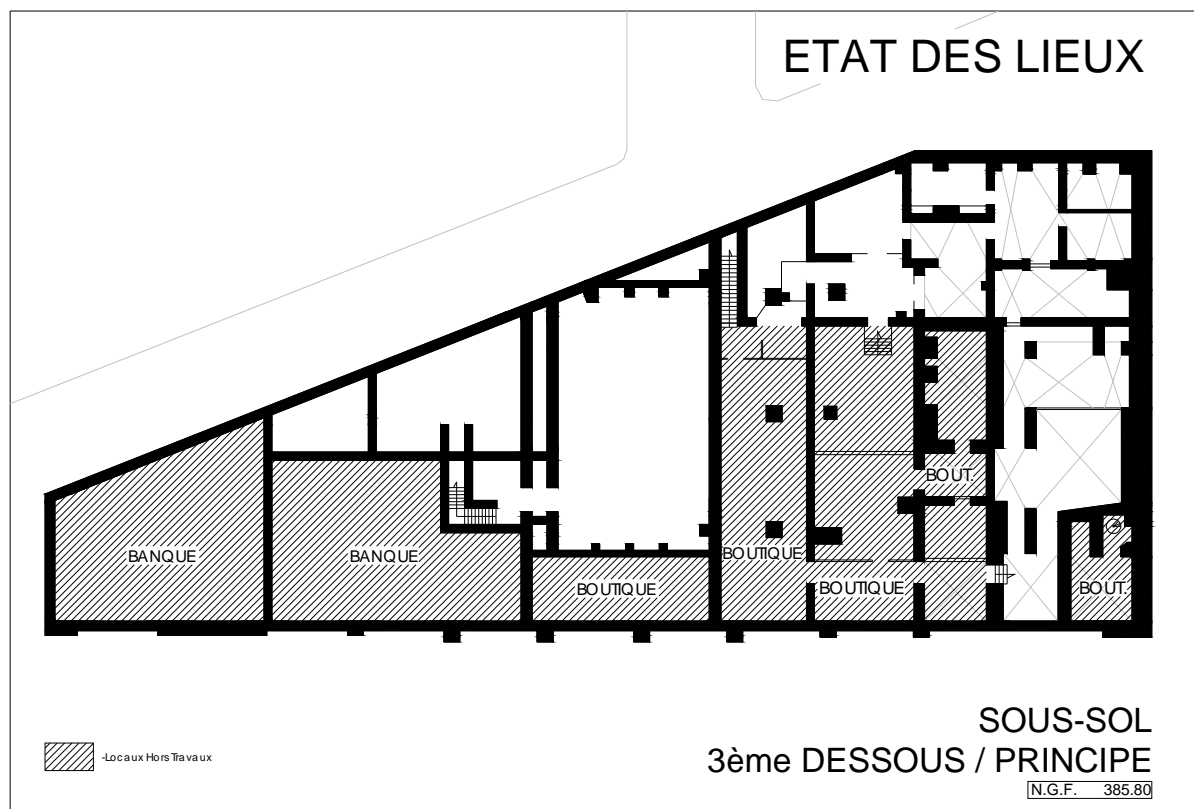 ETAT DES LIEUX
BOUT.
BANQUE
BANQUE
BOUTIQUE
BOUTIQUE
BOUTIQUE
BOUT.
SOUS-SOL
-Locaux Hors Travaux
3ème DESSOUS / PRINCIPE
N.G.F. 385.80